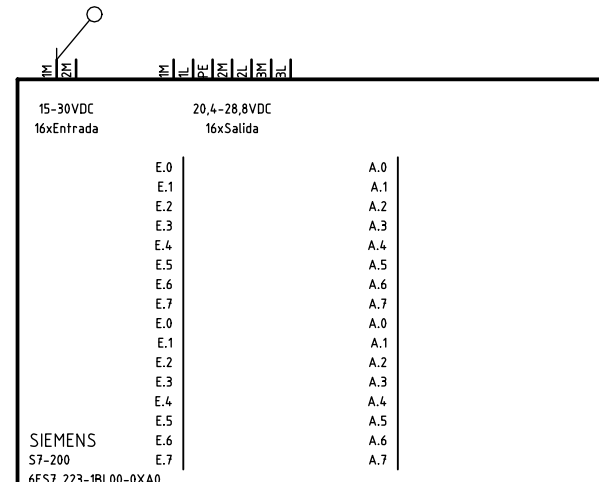 1M 2M 1M 1L PE 2M 2L 3M 3L
15-30VDC 20,4-28,8VDC
16xEntrada 16xSalida
E.0 A.0
E.1 A.1
E.2 A.2
E.3 A.3
E.4 A.4
E.5 A.5
E.6 A.6
E.7 A.7
E.0 A.0
E.1 A.1
E.2 A.2
E.3 A.3
E.4 A.4
E.5 A.5
SIEMENS E.6 A.6
S7-200 E.7 A.7
6ES7 223-1BL00-0XA0